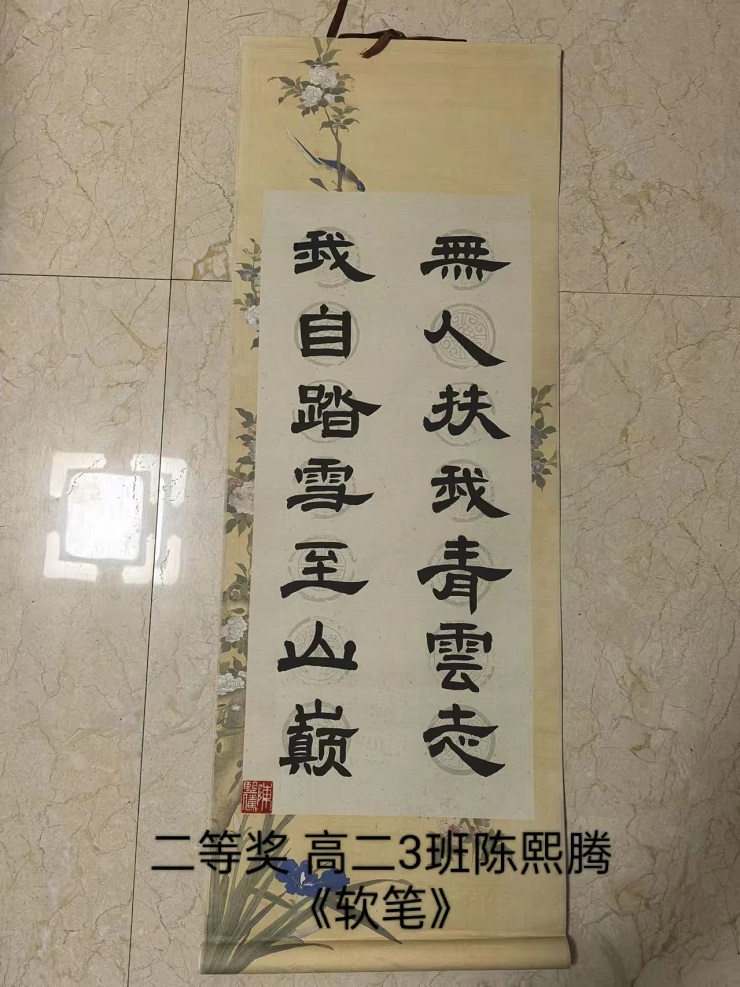 無人扶我青雲志
我自踏雪至山巅
二等奖 高二3班陈熙腾
《软笔》